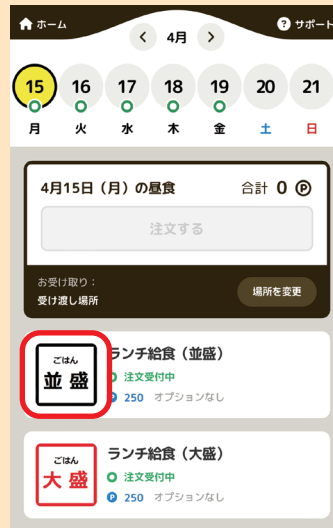 ホーム
サポート
4月
15 16 17 18 19 20 21
月 火 水 木 金 土 日
4月15日（月）の昼食 合計 0 P
注文する
お受け取り：
受け渡し場所
場所を変更
ごはん
並盛
ランチ給食（並盛）
注文受付中
P 250 オプションなし
ごはん
大盛
ランチ給食（大盛）
注文受付中
P 250 オプションなし